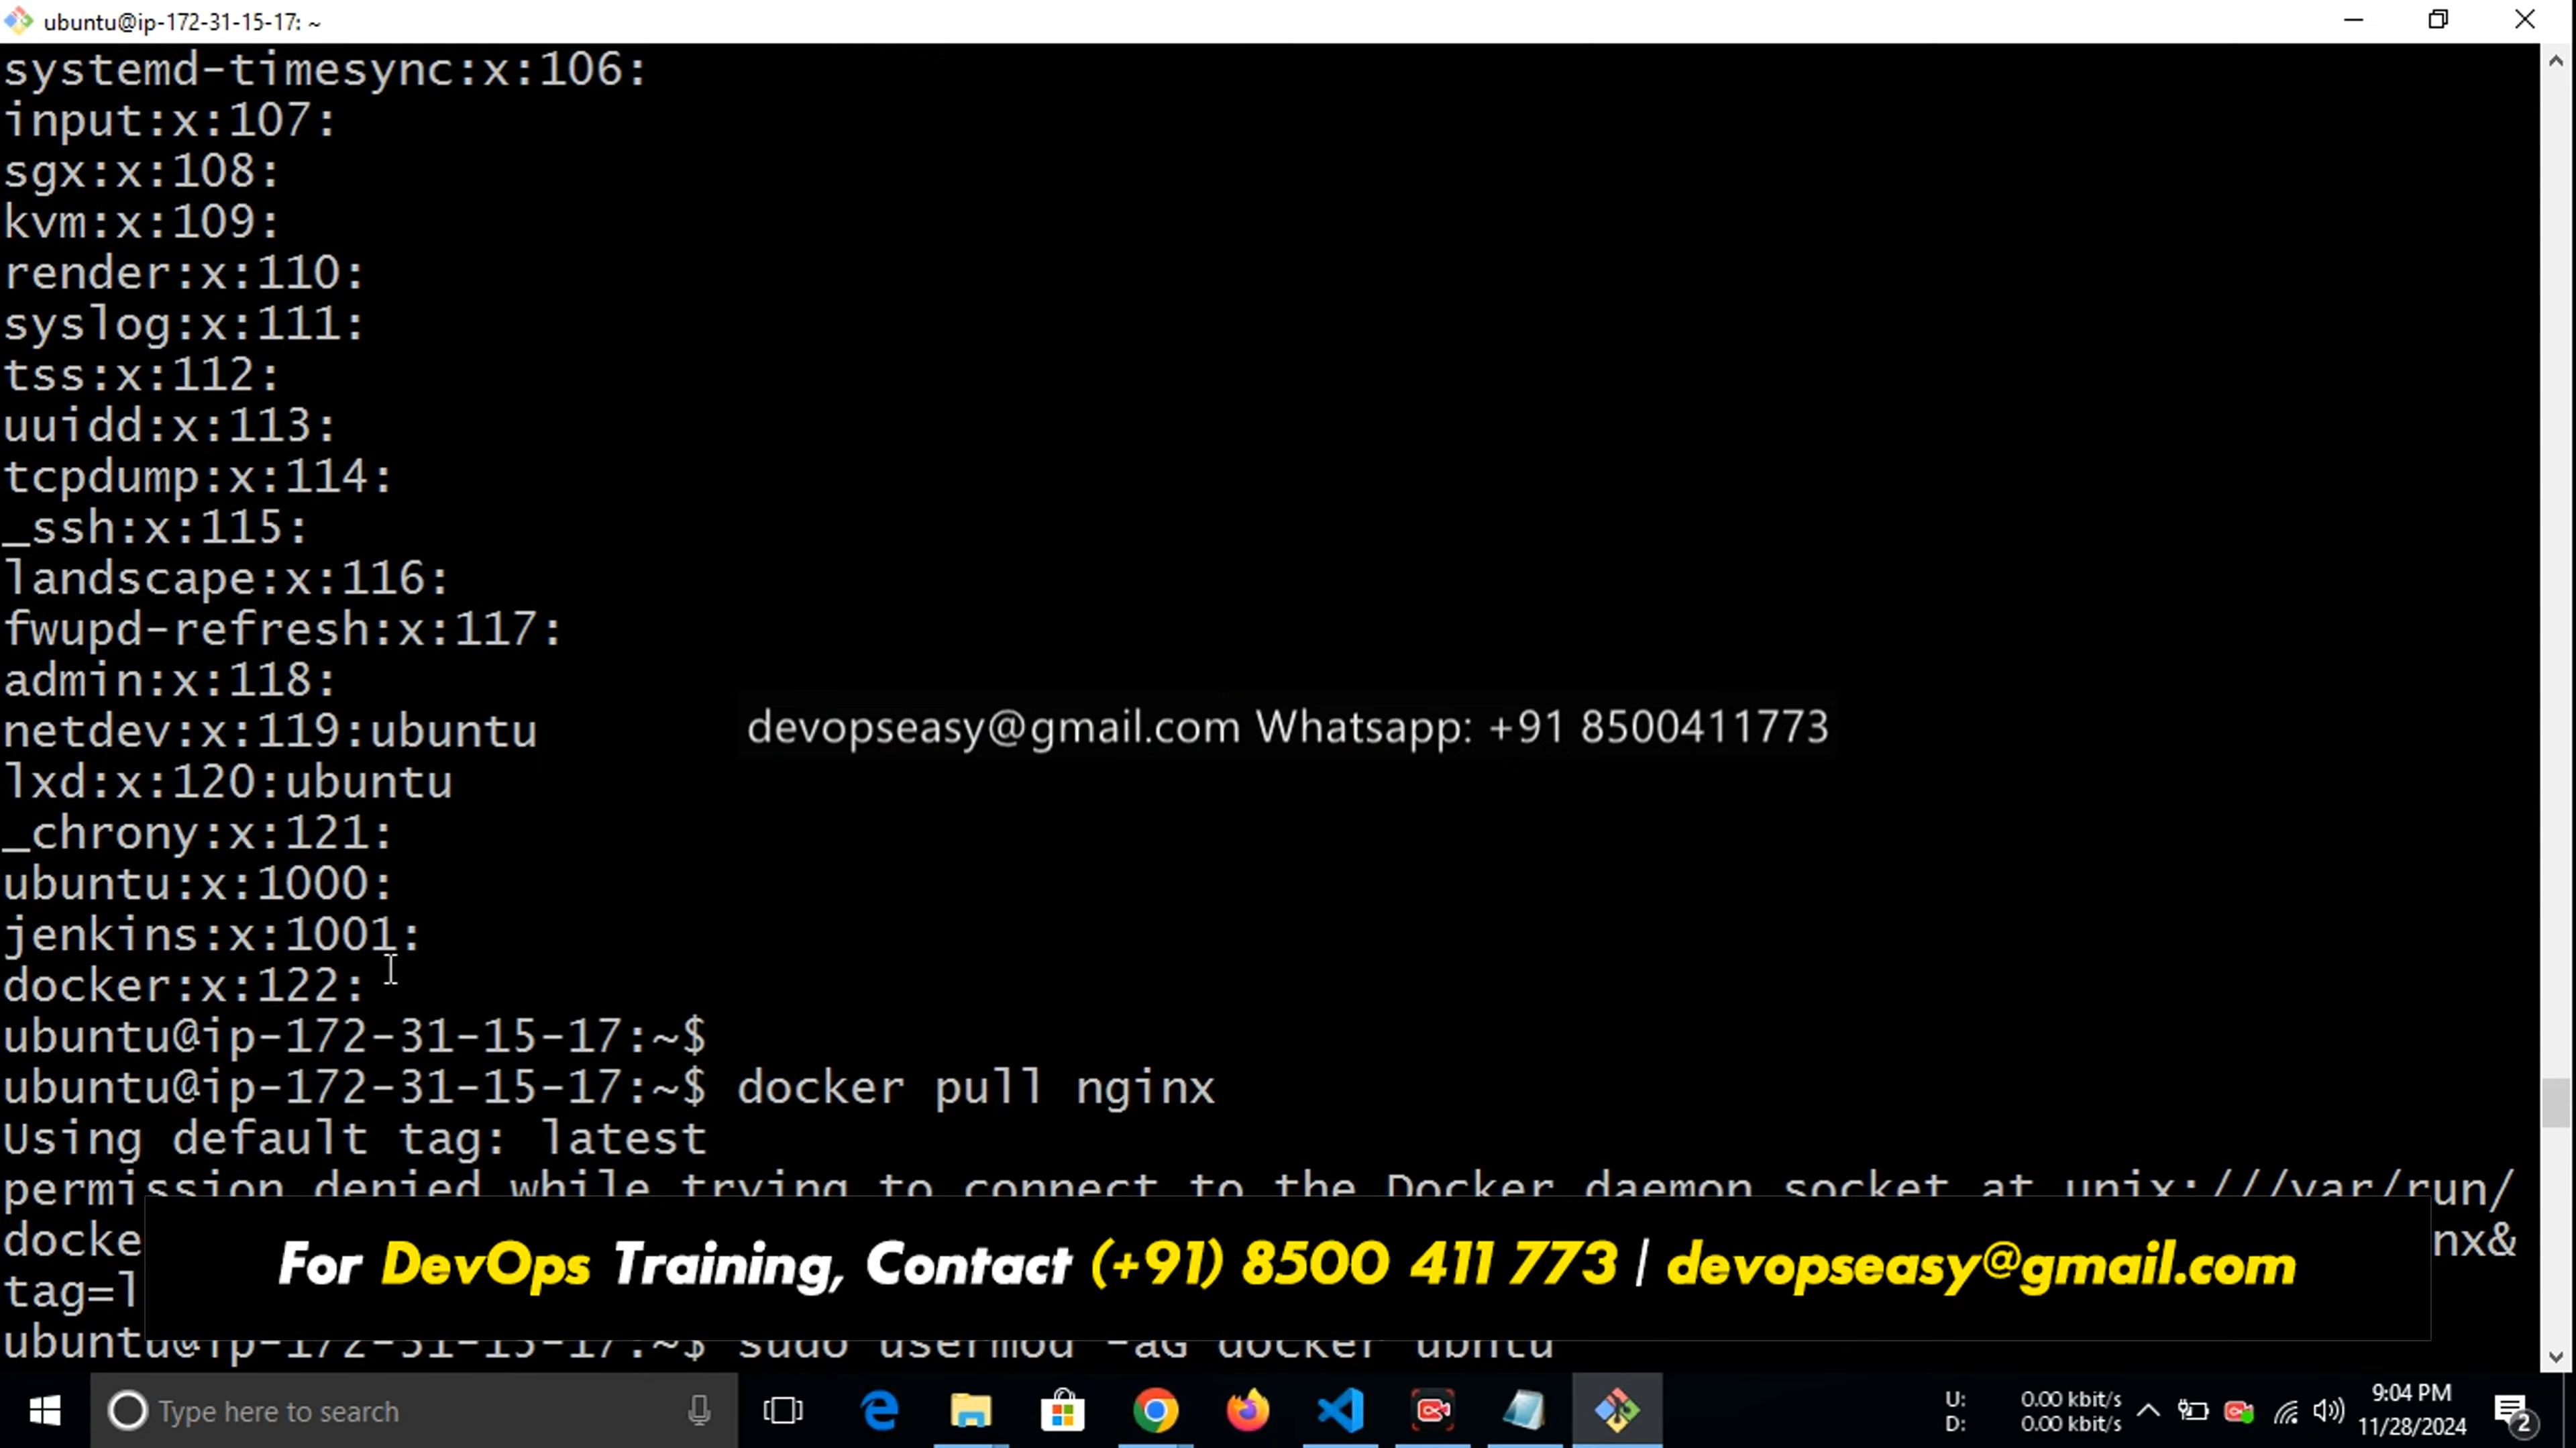 ubuntu@ip-172-31-15-17: ~
systemd-timesync:x:106:
input:x:107:
sgx:x:108:
kvm:x:109:
render:x:110:
syslog:x:111:
tss:x:112:
uuidd:x:113:
tcpdump:x:114:
_ssh:x:115:
landscape:x:116:
fwupd-refresh:x:117:
admin:x:118:
netdev:x:119:ubuntu
devopseasy@gmail.com Whatsapp: +91 8500411773
lxd:x:120:ubuntu
_chrony:x:121:
ubuntu:x:1000:
jenkins:x:1001:
docker:x:122:
ubuntu@ip-172-31-15-17:~$
ubuntu@ip-172-31-15-17:~$ docker pull nginx
Using default tag: latest
permission denied while trying to connect to the Docker daemon socket at unix:///var/run/
docke nx&
tag=l
For DevOps Training, Contact (+91) 8500 411 773 | devopseasy@gmail.com
ubuntu@ip-172-31-15-17:~$ sudo usermod -aG docker ubntu
Type here to search
U: 0.00 kbit/s
D: 0.00 kbit/s
9:04 PM
11/28/2024
2